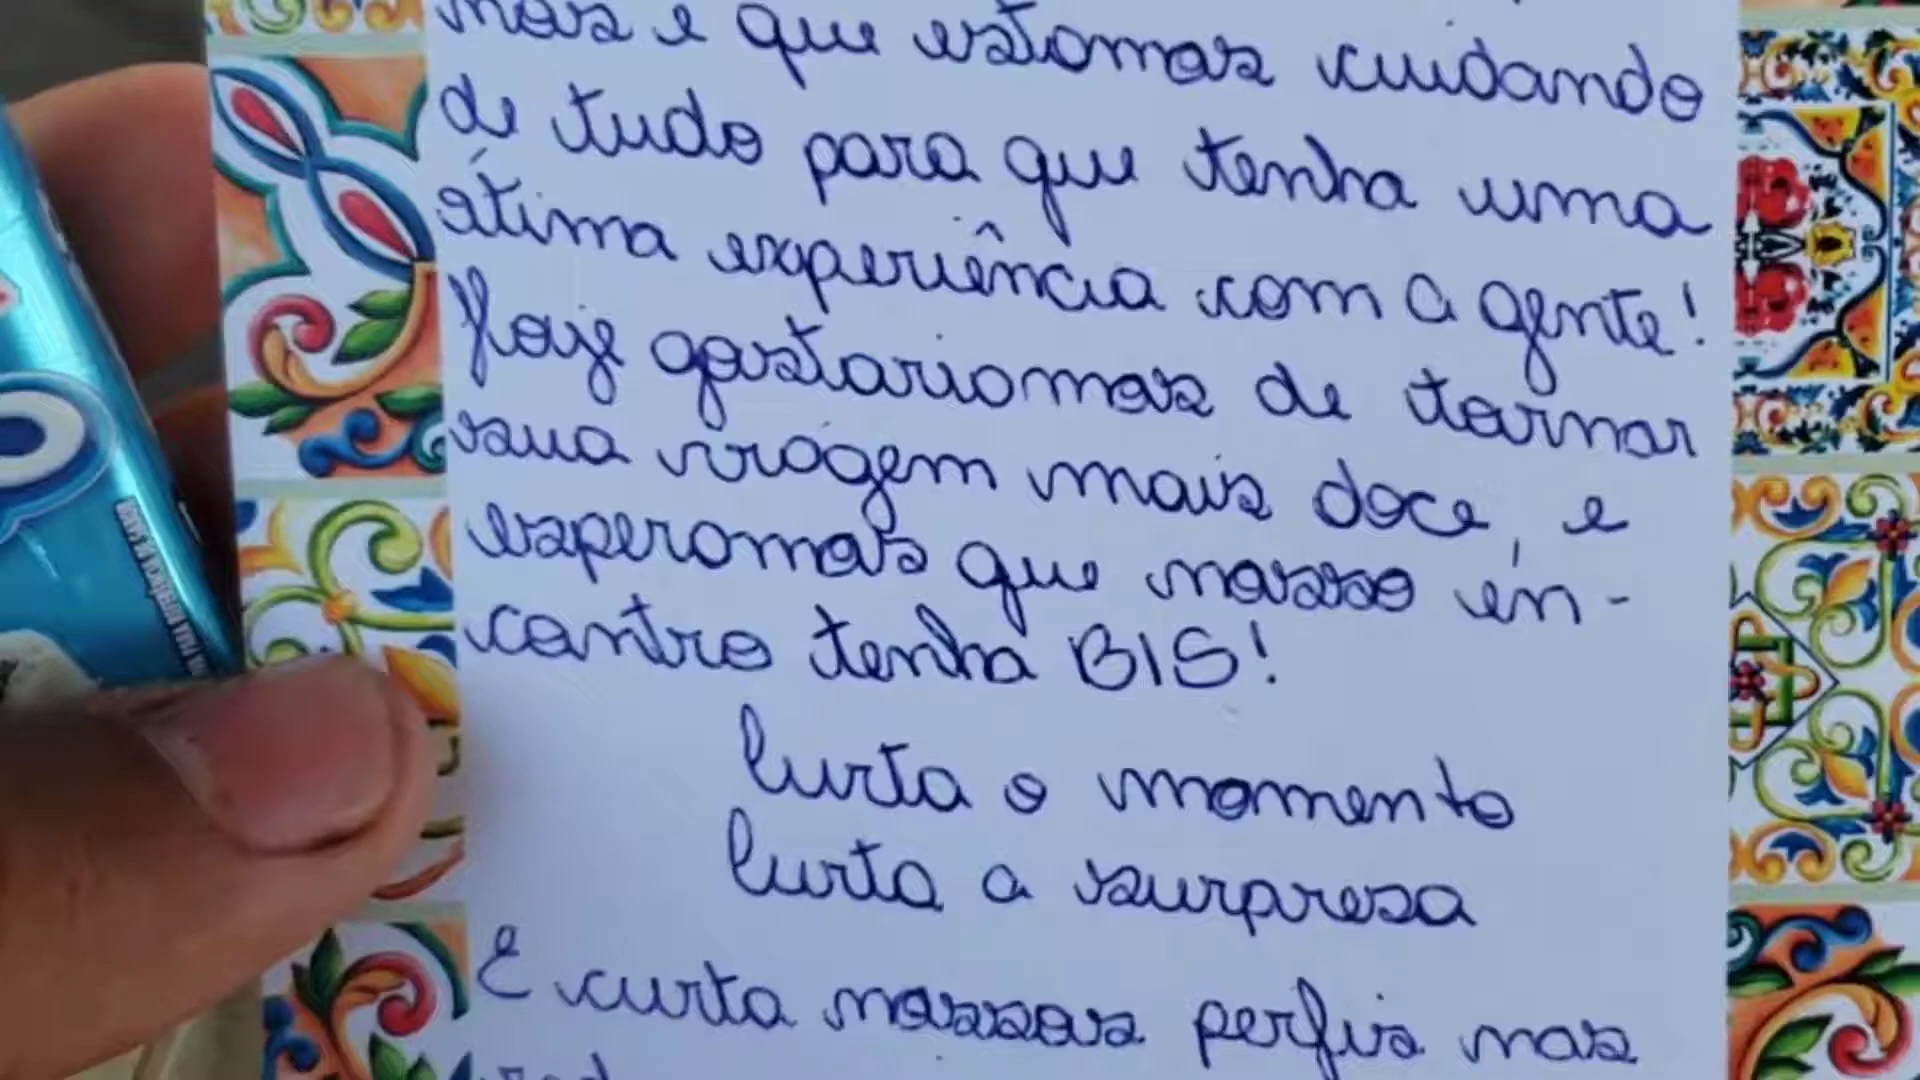 mos e que estamos cuidando
de tudo para que tenha uma
ótima experiência com a gente!
Hoje gostaríamos de tornar
sua viagem mais doce, e
esperamos que nosso en-
contro tenha BIS!
Curta o momento
Curta a surpresa
E curta nossos perfis nas